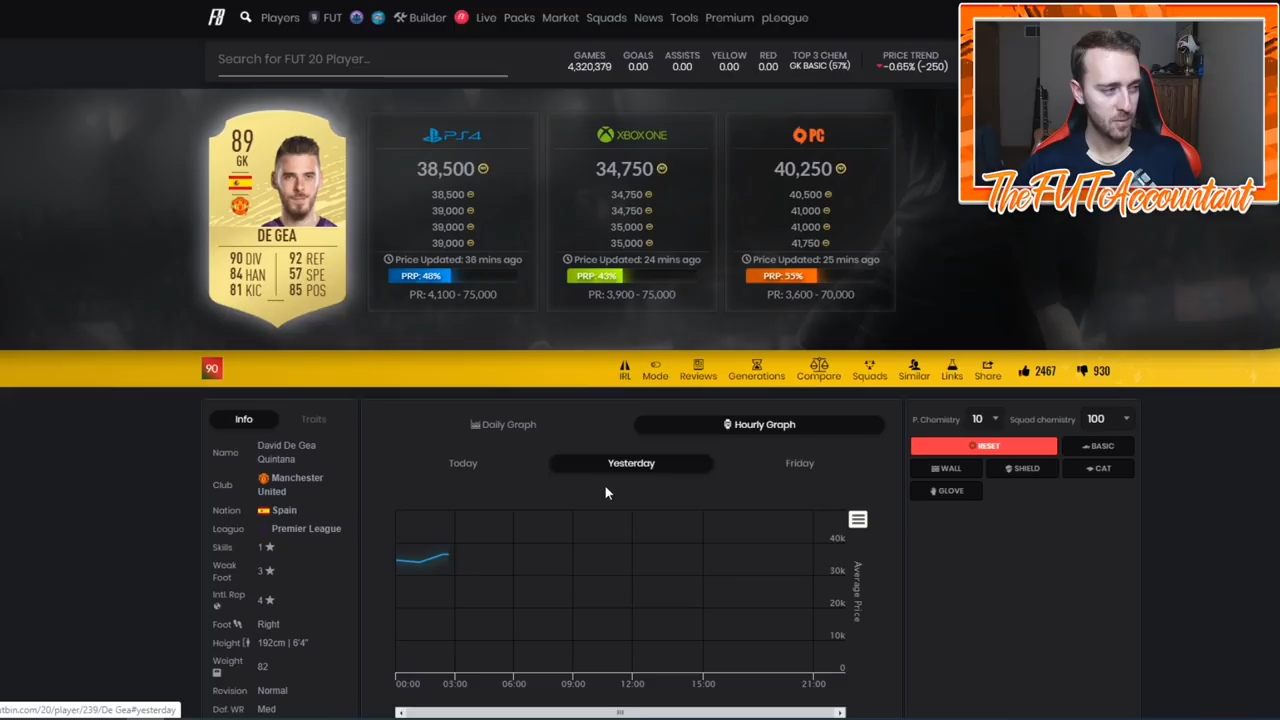 FB Players FUT Builder Live Packs Market Squads News Tools Premium pLeague
Search for FUT 20 Player...
GAMES GOALS ASSISTS YELLOW RED TOP 3 CHEM PRICE TREND
4,320,379 0.00 0.00 0.00 0.00 GK BASIC (57%) -0.65% (-250)
TheFUTAccountant
89
GK
DE GEA
90 DIV 92 REF
84 HAN 57 SPE
81 KIC 85 POS
PS4
38,500
38,500
39,000
39,000
39,000
Price Updated: 36 mins ago
PRP: 48%
PR: 4,100 - 75,000
XBOX ONE
34,750
34,750
34,750
35,000
35,000
Price Updated: 24 mins ago
PRP: 43%
PR: 3,900 - 75,000
PC
40,250
40,500
41,000
41,000
41,750
Price Updated: 25 mins ago
PRP: 55%
PR: 3,600 - 70,000
90
IRL Mode Reviews Generations Compare Squads Similar Links Share 2467 930
Info Traits
Name David De Gea
Quintana
Club Manchester
United
Nation Spain
League Premier League
Skills 1
Weak
Foot 3
Intl. Rep 4
Foot Right
Height 192cm | 6'4"
Weight 82
Revision Normal
Def. WR Med
Daily Graph Hourly Graph
Today Yesterday Friday
40k
30k
20k
10k
0
Average Price
00:00 03:00 06:00 09:00 12:00 15:00 21:00
P. Chemistry 10 Squad chemistry 100
RESET BASIC
WALL SHIELD CAT
GLOVE
utbin.com/20/player/239/De Gea#yesterday